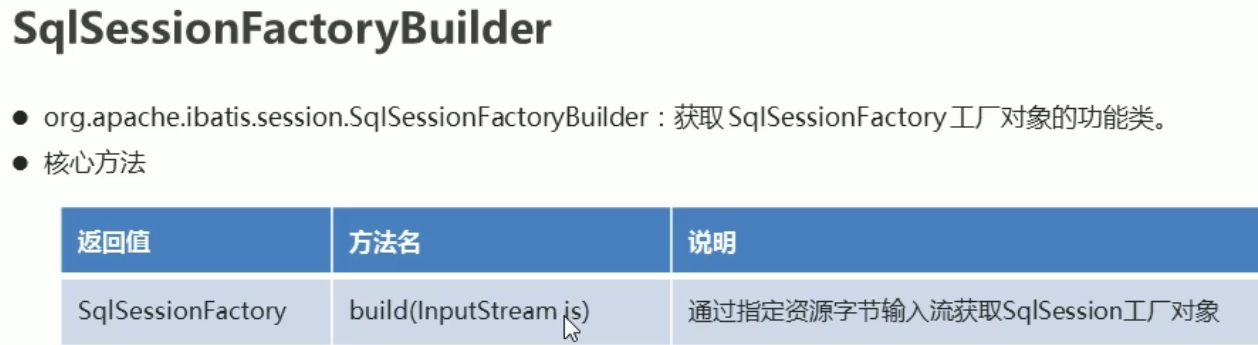 SqlSessionFactoryBuilder
● org.apache.ibatis.session.SqlSessionFactoryBuilder：获取 SqlSessionFactory 工厂对象的功能类。
● 核心方法
返回值 方法名 说明
SqlSessionFactory build(InputStream is) 通过指定资源字节输入流获取SqlSession工厂对象